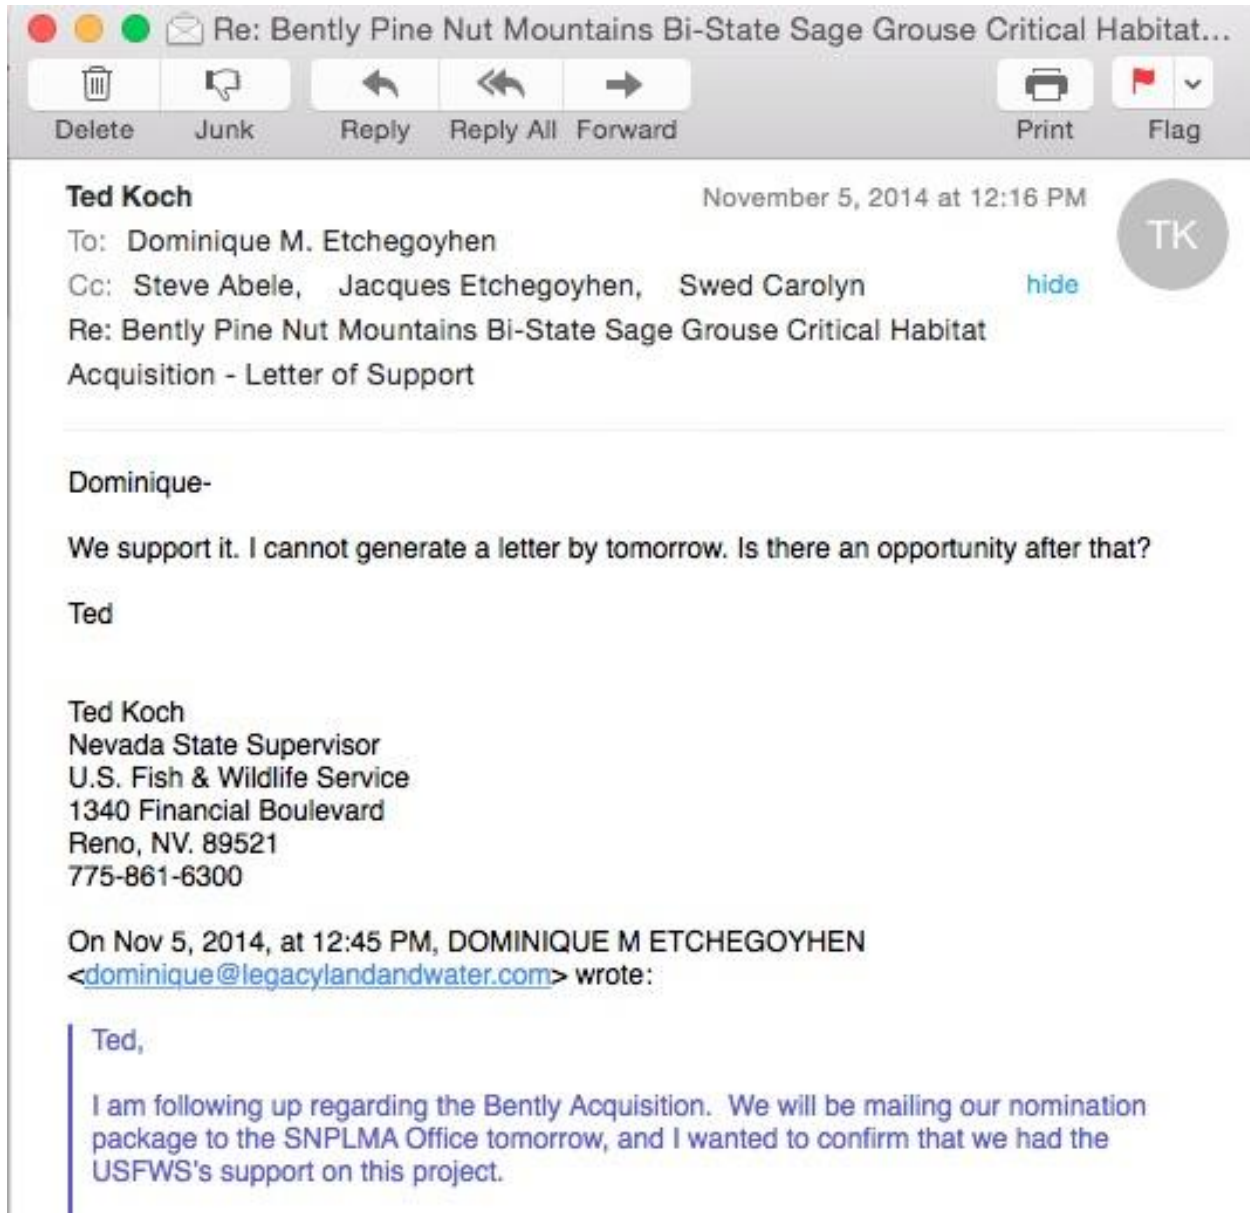 Re: Bently Pine Nut Mountains Bi-State Sage Grouse Critical Habitat...
Delete Junk Reply Reply All Forward Print Flag
Ted Koch November 5, 2014 at 12:16 PM
TK
To: Dominique M. Etchegoyhen
Cc: Steve Abele, Jacques Etchegoyhen, Swed Carolyn hide
Re: Bently Pine Nut Mountains Bi-State Sage Grouse Critical Habitat
Acquisition - Letter of Support
Dominique-
We support it. I cannot generate a letter by tomorrow. Is there an opportunity after that?
Ted
Ted Koch
Nevada State Supervisor
U.S. Fish & Wildlife Service
1340 Financial Boulevard
Reno, NV. 89521
775-861-6300
On Nov 5, 2014, at 12:45 PM, DOMINIQUE M ETCHEGOYHEN
<dominique@legacylandandwater.com> wrote:
Ted,
I am following up regarding the Bently Acquisition. We will be mailing our nomination
package to the SNPLMA Office tomorrow, and I wanted to confirm that we had the
USFWS's support on this project.